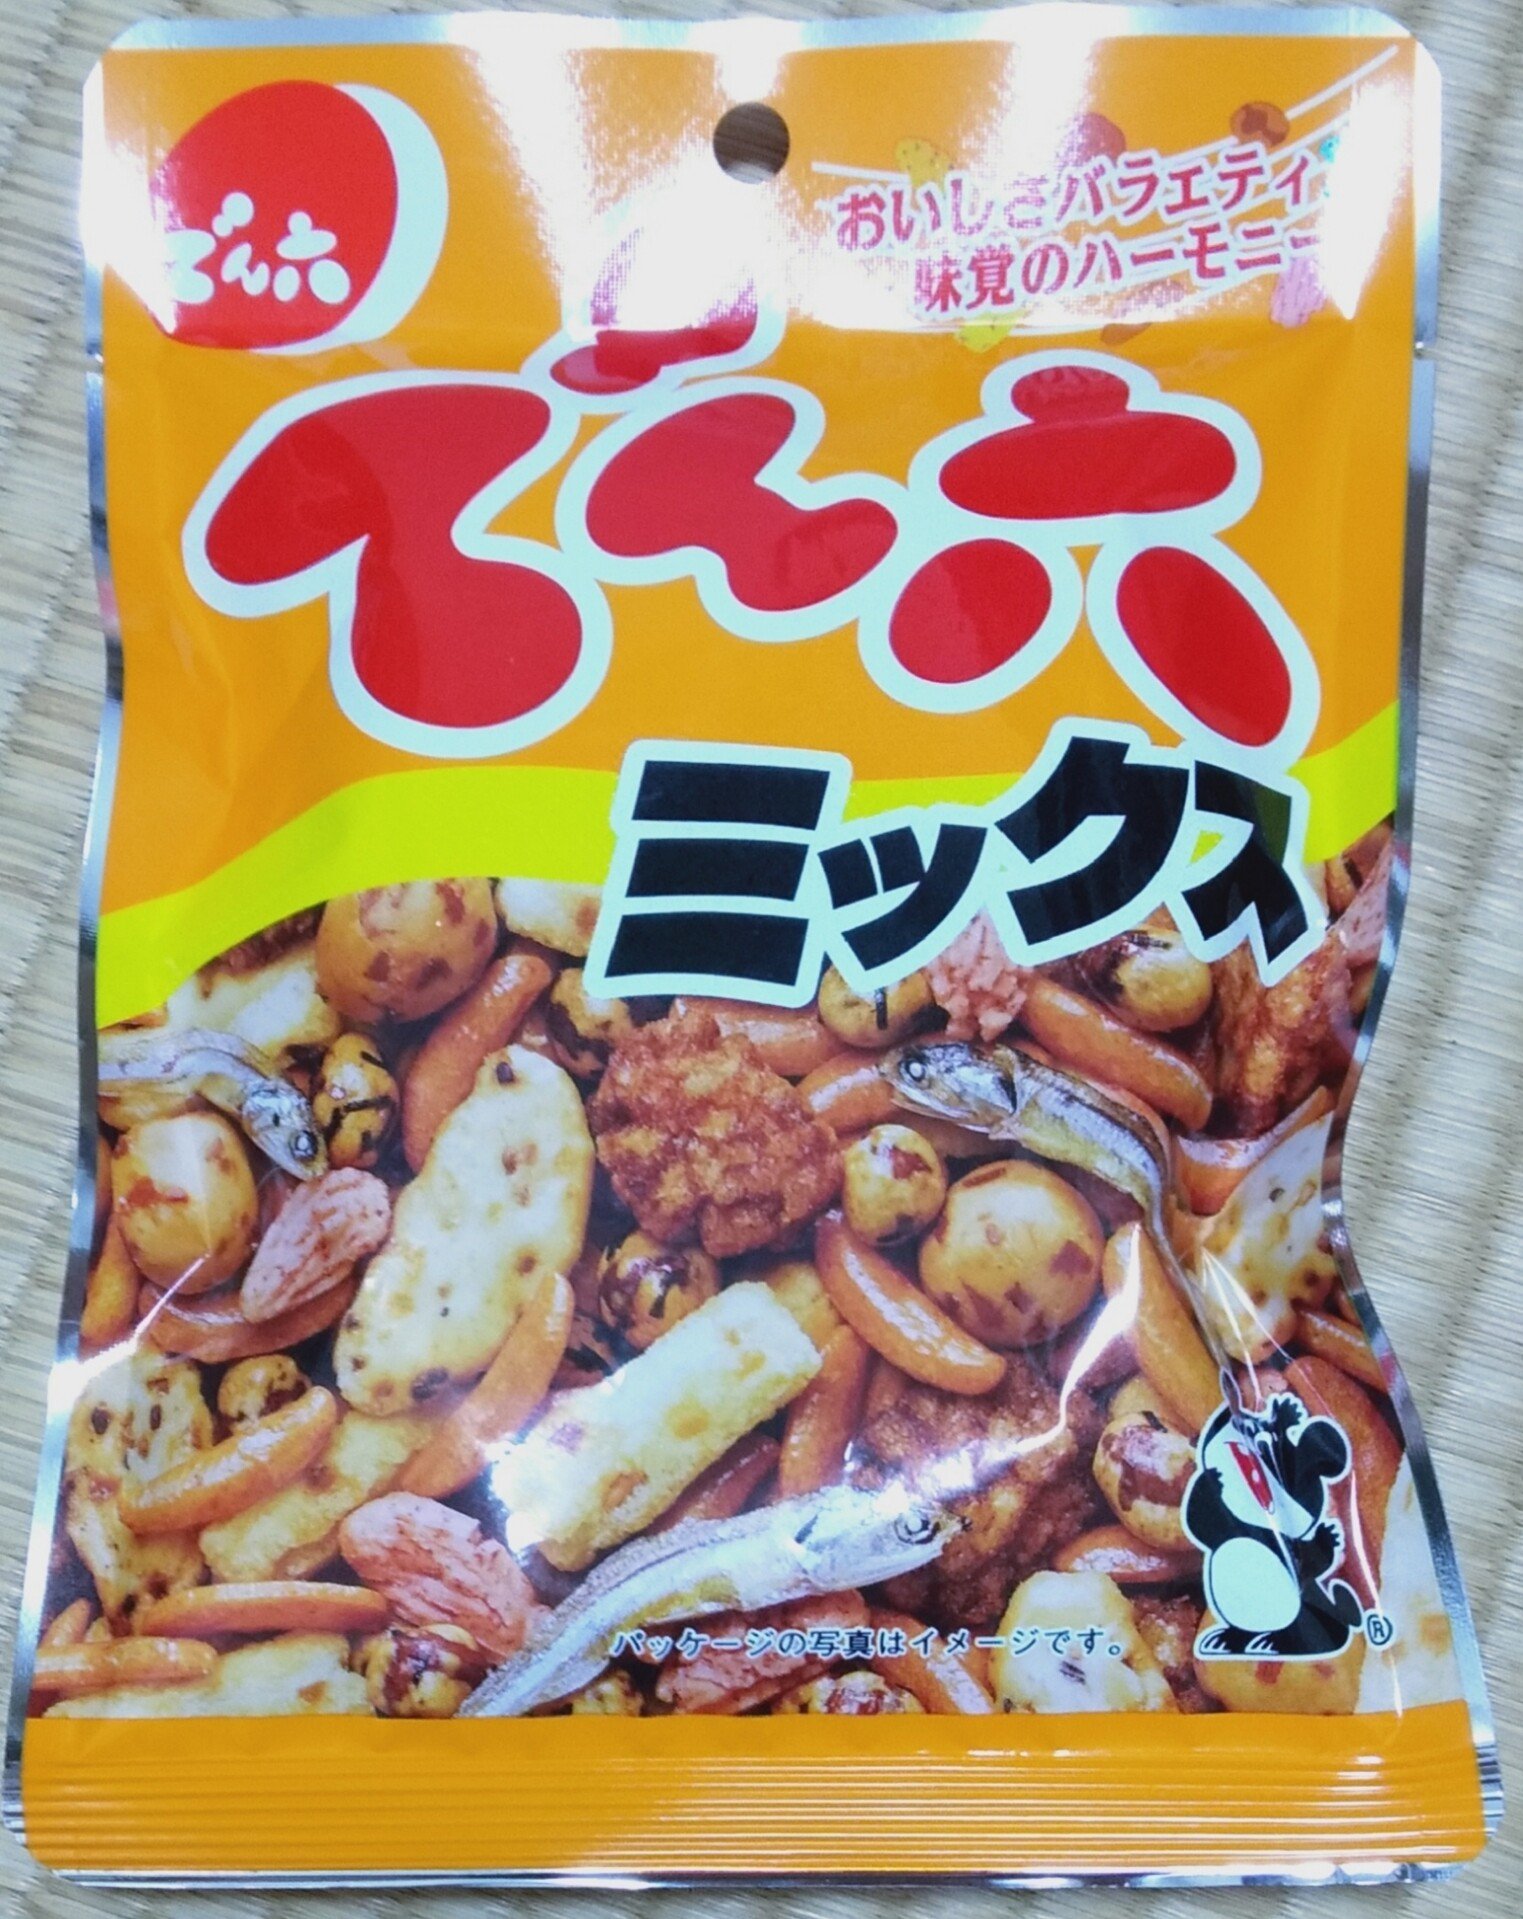 でん六
おいしさバラエティ
味覚のハーモニー
でん六
ミックス
パッケージの写真はイメージです。
®